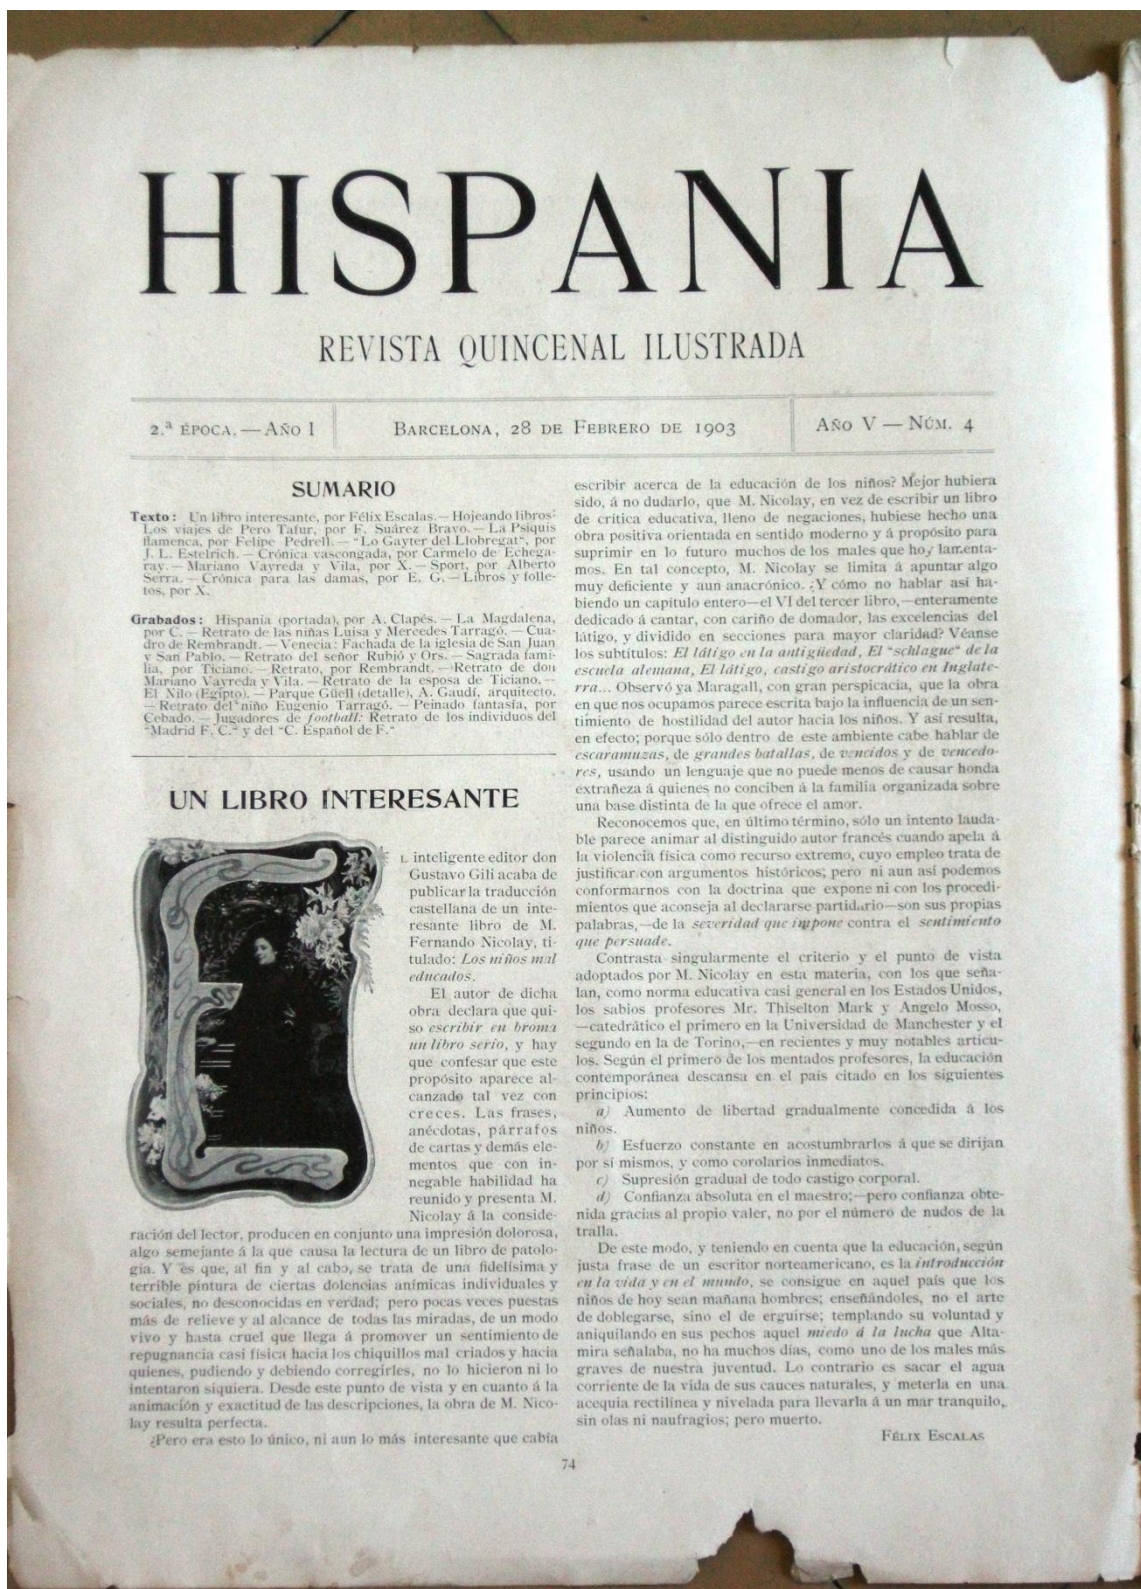 HISPANIA
REVISTA QUINCENAL ILUSTRADA
2.ª ÉPOCA.—AÑO I
BARCELONA, 28 DE FEBRERO DE 1903
AÑO V — NÚM. 4
SUMARIO
Texto: Un libro interesante, por Félix Escalas. — Hojeando libros:
Los viajes de Pero Tafur, por F. Suárez Bravo. — La Psiquis
flamenca, por Felipe Pedrell. — "Lo Gayter del Llobregat", por
J. L. Estelrich. — Crónica vascongada, por Carmelo de Echega-
ray. — Mariano Vayreda y Vila, por X. — Sport, por Alberto
Serra. — Crónica para las damas, por E. G. — Libros y folle-
tos, por X.
Grabados: Hispania (portada), por A. Clapés. — La Magdalena,
por C. — Retrato de las niñas Luisa y Mercedes Tarragó. — Cua-
dro de Rembrandt. — Venecia: Fachada de la iglesia de San Juan
y San Pablo. — Retrato del señor Rubió y Ors. — Sagrada fami-
lia, por Ticiano. — Retrato, por Rembrandt. — Retrato de don
Mariano Vayreda y Vila. — Retrato de la esposa de Ticiano. —
El Nilo (Egipto). — Parque Güell (detalle), A. Gaudí, arquitecto.
— Retrato del niño Eugenio Tarragó. — Peinado fantasía, por
Cebado. — Jugadores de football: Retrato de los individuos del
"Madrid F. C." y del "C. Español de F."
UN LIBRO INTERESANTE
EL inteligente editor don
Gustavo Gili acaba de
publicar la traducción
castellana de un inte-
resante libro de M.
Fernando Nicolay, ti-
tulado: Los niños mal
educados.
El autor de dicha
obra declara que qui-
so escribir en broma
un libro serio, y hay
que confesar que este
propósito aparece al-
canzado tal vez con
creces. Las frases,
anécdotas, párrafos
de cartas y demás ele-
mentos que con in-
negable habilidad ha
reunido y presenta M.
Nicolay á la conside-
ración del lector, producen en conjunto una impresión dolorosa,
algo semejante á la que causa la lectura de un libro de patolo-
gía. Y es que, al fin y al cabo, se trata de una fidelísima y
terrible pintura de ciertas dolencias anímicas individuales y
sociales, no desconocidas en verdad; pero pocas veces puestas
más de relieve y al alcance de todas las miradas, de un modo
vivo y hasta cruel que llega á promover un sentimiento de
repugnancia casi física hacia los chiquillos mal criados y hacia
quienes, pudiendo y debiendo corregirles, no lo hicieron ni lo
intentaron siquiera. Desde este punto de vista y en cuanto á la
animación y exactitud de las descripciones, la obra de M. Nico-
lay resulta perfecta.
¿Pero era esto lo único, ni aun lo más interesante que cabía
escribir acerca de la educación de los niños? Mejor hubiera
sido, á no dudarlo, que M. Nicolay, en vez de escribir un libro
de crítica educativa, lleno de negaciones, hubiese hecho una
obra positiva orientada en sentido moderno y á propósito para
suprimir en lo futuro muchos de los males que hoy lamenta-
mos. En tal concepto, M. Nicolay se limita á apuntar algo
muy deficiente y aun anacrónico. ¿Y cómo no hablar así ha-
biendo un capítulo entero—el VI del tercer libro,—enteramente
dedicado á cantar, con cariño de domador, las excelencias del
látigo, y dividido en secciones para mayor claridad? Véanse
los subtítulos: El látigo en la antigüedad, El "schlague" de la
escuela alemana, El látigo, castigo aristocrático en Inglate-
rra... Observó ya Maragall, con gran perspicacia, que la obra
en que nos ocupamos parece escrita bajo la influencia de un sen-
timiento de hostilidad del autor hacia los niños. Y así resulta,
en efecto; porque sólo dentro de este ambiente cabe hablar de
escaramuzas, de grandes batallas, de vencidos y de vencedo-
res, usando un lenguaje que no puede menos de causar honda
extrañeza á quienes no conciben á la familia organizada sobre
una base distinta de la que ofrece el amor.
Reconocemos que, en último término, sólo un intento lauda-
ble parece animar al distinguido autor francés cuando apela á
la violencia física como recurso extremo, cuyo empleo trata de
justificar con argumentos históricos; pero ni aun así podemos
conformarnos con la doctrina que expone ni con los procedi-
mientos que aconseja al declararse partidario—son sus propias
palabras,—de la severidad que impone contra el sentimiento
que persuade.
Contrasta singularmente el criterio y el punto de vista
adoptados por M. Nicolay en esta materia, con los que seña-
lan, como norma educativa casi general en los Estados Unidos,
los sabios profesores Mr. Thiselton Mark y Angelo Mosso,
—catedrático el primero en la Universidad de Manchester y el
segundo en la de Torino,—en recientes y muy notables artícu-
los. Según el primero de los mentados profesores, la educación
contemporánea descansa en el país citado en los siguientes
principios:
a) Aumento de libertad gradualmente concedida á los
niños.
b) Esfuerzo constante en acostumbrarlos á que se dirijan
por sí mismos, y como corolarios inmediatos.
c) Supresión gradual de todo castigo corporal.
d) Confianza absoluta en el maestro;—pero confianza obte-
nida gracias al propio valer, no por el número de nudos de la
tralla.
De este modo, y teniendo en cuenta que la educación, según
justa frase de un escritor norteamericano, es la introducción
en la vida y en el mundo, se consigue en aquel país que los
niños de hoy sean mañana hombres; enseñándoles, no el arte
de doblegarse, sino el de erguirse; templando su voluntad y
aniquilando en sus pechos aquel miedo á la lucha que Alta-
mira señalaba, no ha muchos días, como uno de los males más
graves de nuestra juventud. Lo contrario es sacar el agua
corriente de la vida de sus cauces naturales, y meterla en una
acequia rectilínea y nivelada para llevarla á un mar tranquilo,
sin olas ni naufragios; pero muerto.
FÉLIX ESCALAS
74